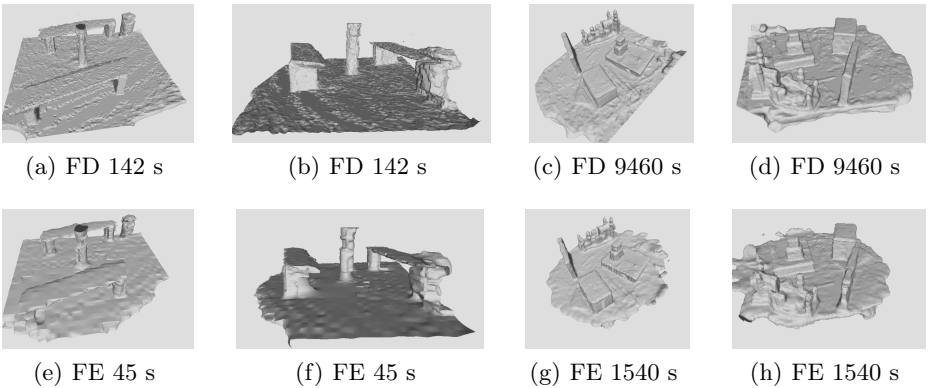 (a) FD 142 s
(b) FD 142 s
(c) FD 9460 s
(d) FD 9460 s
(e) FE 45 s
(f) FE 45 s
(g) FE 1540 s
(h) FE 1540 s